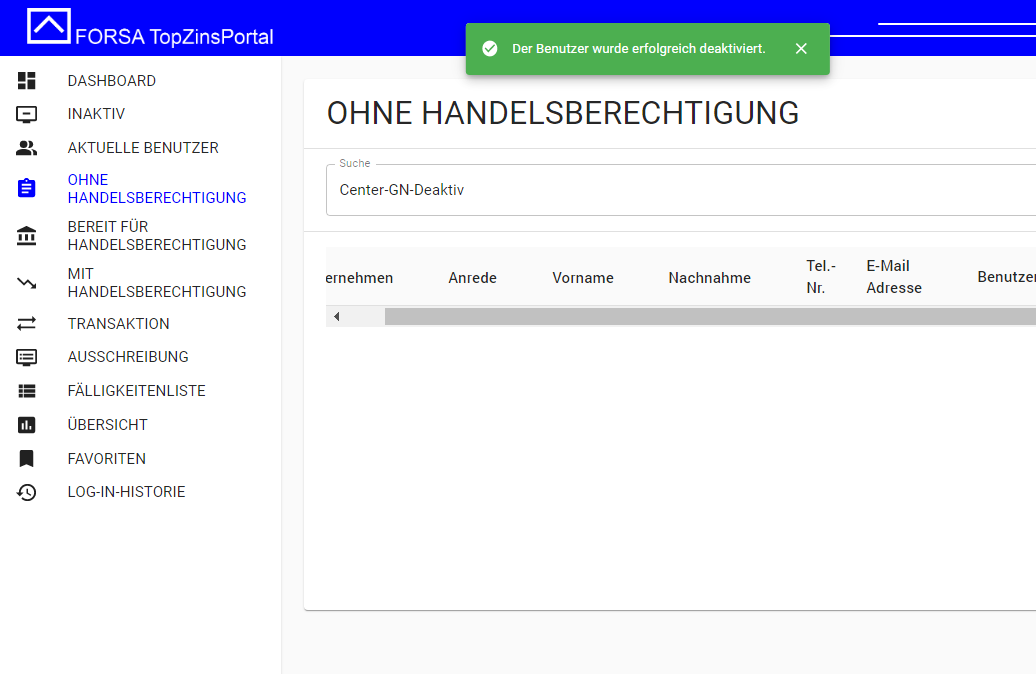 FORSA TopZinsPortal
Der Benutzer wurde erfolgreich deaktiviert.
DASHBOARD
INAKTIV
AKTUELLE BENUTZER
OHNE
HANDELSBERECHTIGUNG
BEREIT FÜR
HANDELSBERECHTIGUNG
MIT
HANDELSBERECHTIGUNG
TRANSAKTION
AUSSCHREIBUNG
FÄLLIGKEITENLISTE
ÜBERSICHT
FAVORITEN
LOG-IN-HISTORIE
OHNE HANDELSBERECHTIGUNG
Suche
Center-GN-Deaktiv
ernehmen Anrede Vorname Nachnahme Tel.-
Nr. E-Mail
Adresse Benutzer